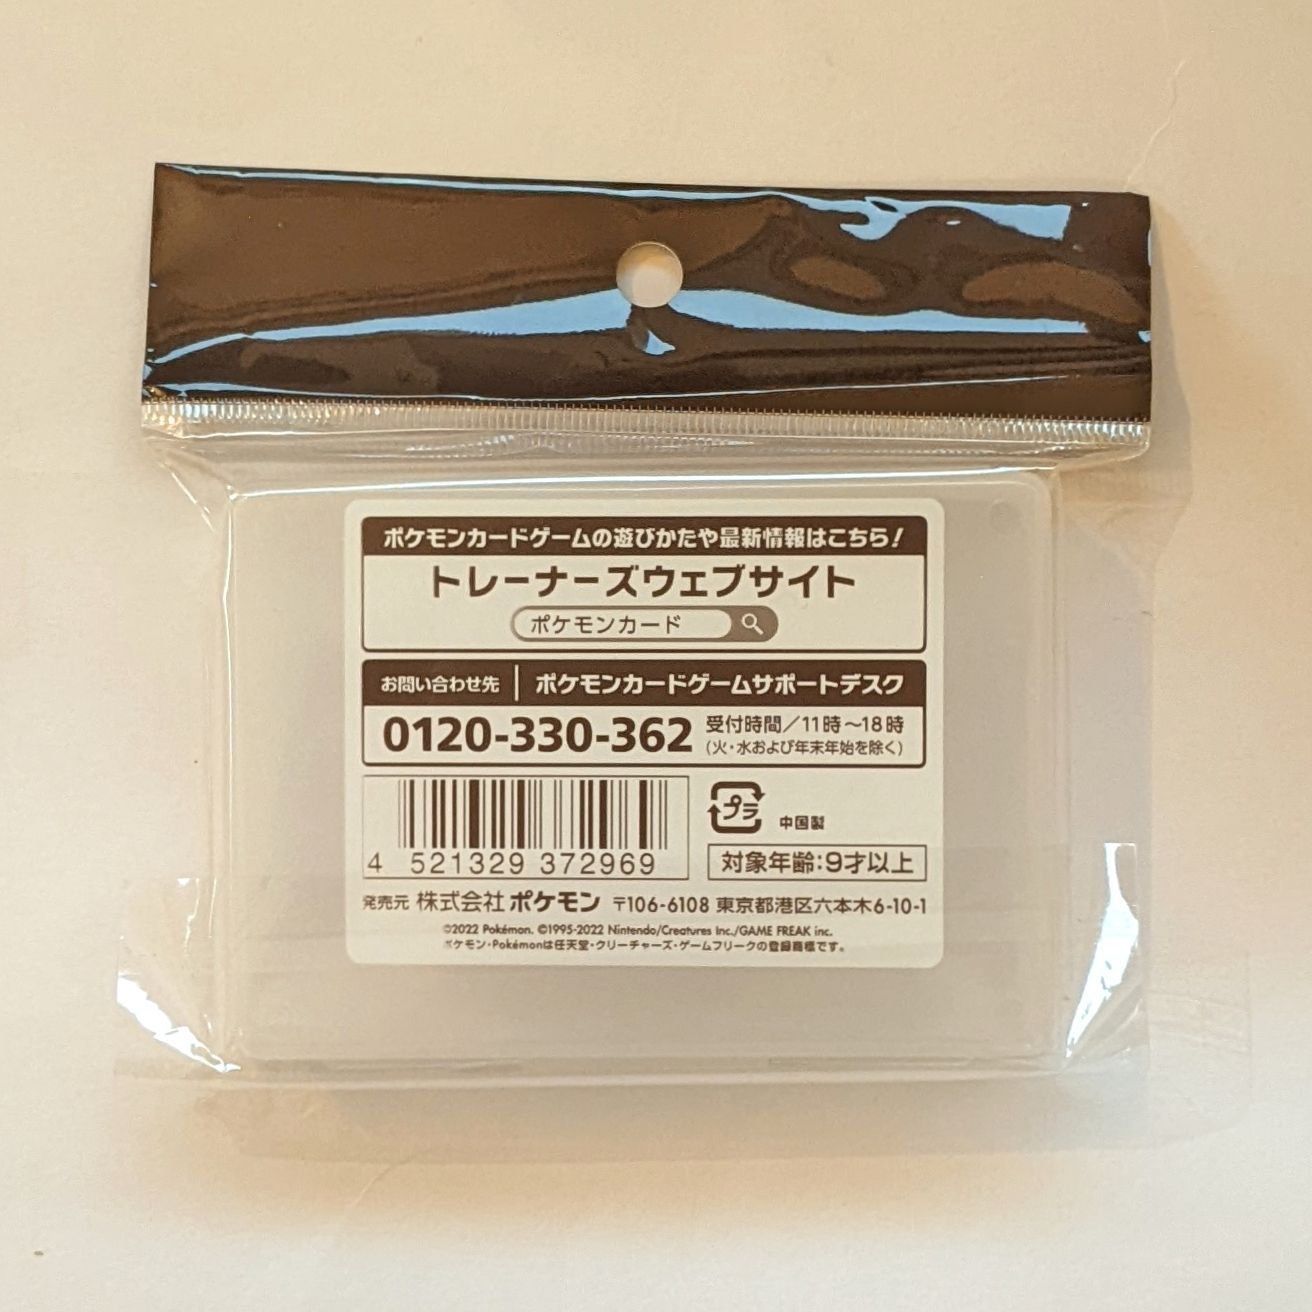 ポケモンカードゲームの遊びかたや最新情報はこちら!
トレーナーズウェブサイト
ポケモンカード
お問い合わせ先 ポケモンカードゲームサポートデスク
0120-330-362 受付時間/11時〜18時
(火・水および年末年始を除く)
プラ 中国製
4 521329 372969
対象年齢:9才以上
発売元 株式会社ポケモン 〒106-6108 東京都港区六本木6-10-1
©2022 Pokémon. ©1995-2022 Nintendo/Creatures Inc./GAME FREAK inc.
ポケモン・Pokémonは任天堂・クリーチャーズ・ゲームフリークの登録商標です。